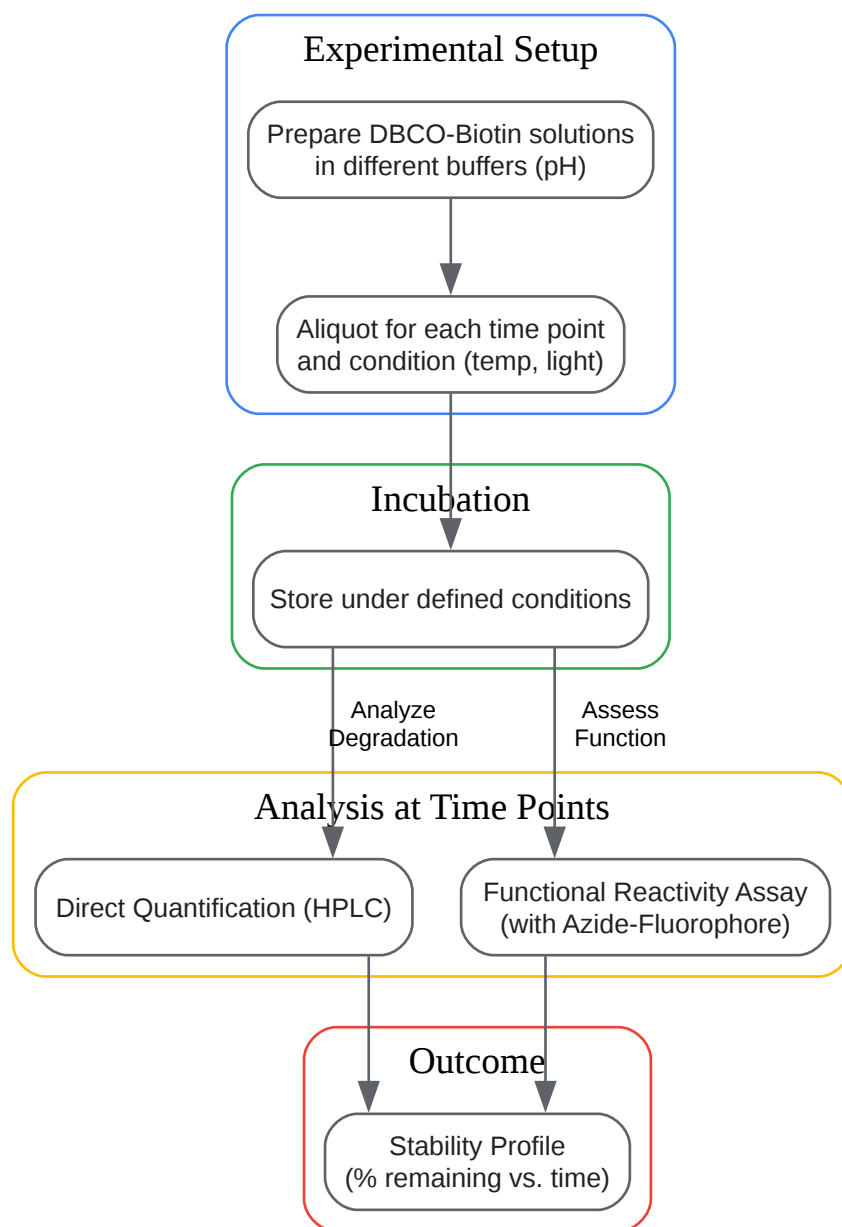 Experimental Setup
Prepare DBCO-Biotin solutions
in different buffers (pH)
Aliquot for each time point
and condition (temp, light)
Incubation
Store under defined conditions
Analyze
Degradation
Assess
Function
Analysis at Time Points
Direct Quantification (HPLC)
Functional Reactivity Assay
(with Azide-Fluorophore)
Outcome
Stability Profile
(% remaining vs. time)